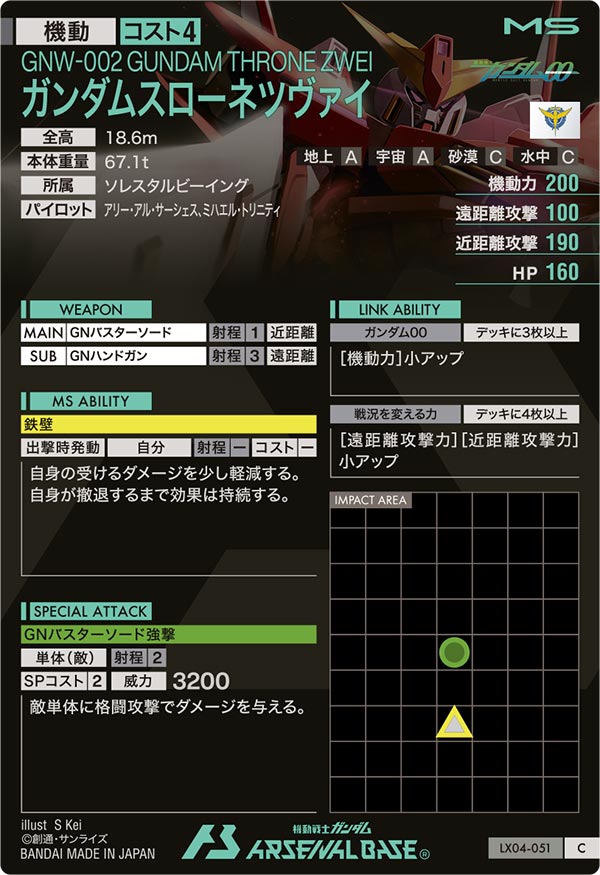 機動 コスト4
MS
GNW-002 GUNDAM THRONE ZWEI
ガンダムスローネツヴァイ
ガンダム00
全高 18.6m
本体重量 67.1t
所属 ソレスタルビーイング
パイロット アリー・アル・サーシェス、ミハエル・トリニティ
地上 A 宇宙 A 砂漠 C 水中 C
機動力 200
遠距離攻撃 100
近距離攻撃 190
HP 160
WEAPON
MAIN GNバスターソード 射程 1 近距離
SUB GNハンドガン 射程 3 遠距離
MS ABILITY
鉄壁
出撃時発動 自分 射程 ー コスト ー
自身の受けるダメージを少し軽減する。
自身が撤退するまで効果は持続する。
SPECIAL ATTACK
GNバスターソード強撃
単体(敵) 射程 2
SPコスト 2 威力 3200
敵単体に格闘攻撃でダメージを与える。
LINK ABILITY
ガンダム00 デッキに3枚以上
[機動力]小アップ
戦況を変える力 デッキに4枚以上
[遠距離攻撃力][近距離攻撃力]
小アップ
IMPACT AREA
illust S Kei
©創通・サンライズ
BANDAI MADE IN JAPAN
機動戦士ガンダム
ARSENAL BASE®
LX04-051 C